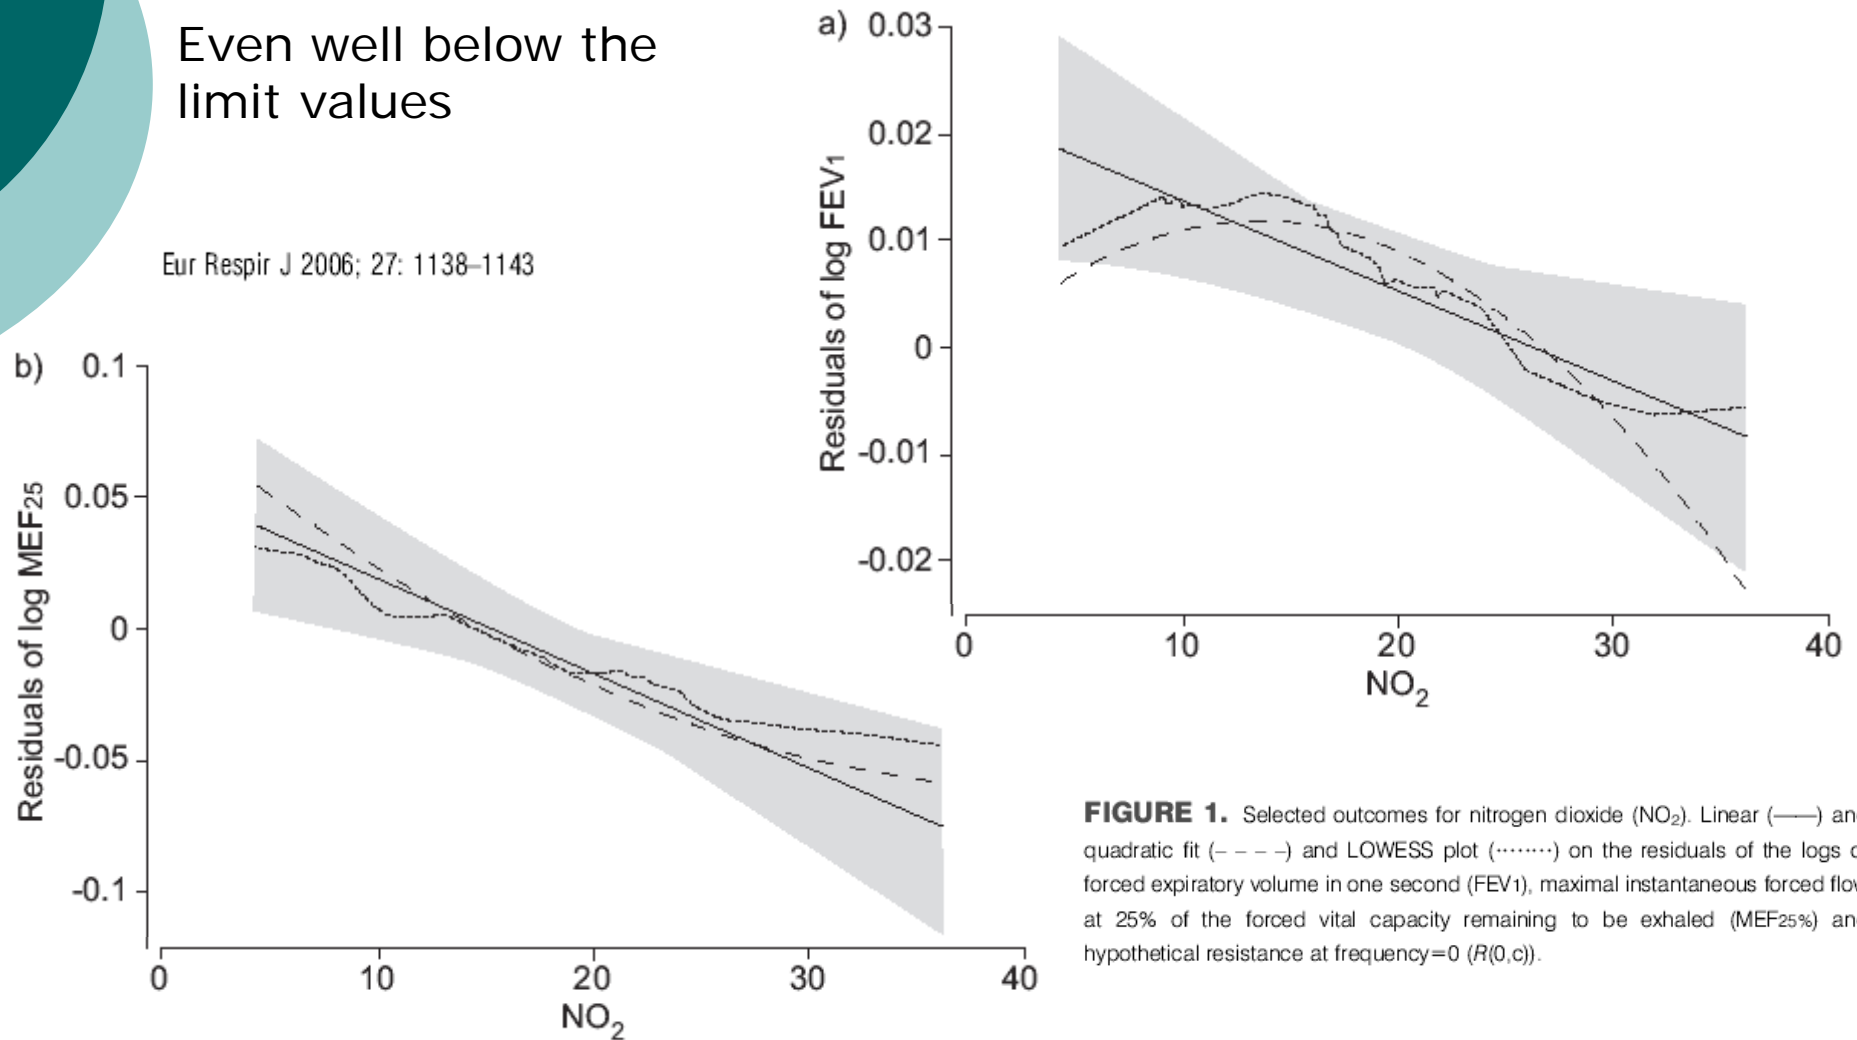 Even well below the
limit values
Eur Respir J 2006; 27: 1138–1143
a)
0.03
0.02
0.01
0
-0.01
-0.02
Residuals of log FEV1
0 10 20 30 40
NO2
b)
0.1
0.05
0
-0.05
-0.1
Residuals of log MEF25
0 10 20 30 40
NO2
FIGURE 1. Selected outcomes for nitrogen dioxide (NO2). Linear (——)
quadratic fit (– – – –) and LOWESS plot (········) on the residuals of the logs
forced expiratory volume in one second (FEV1), maximal instantaneous forced
at 25% of the forced vital capacity remaining to be exhaled (MEF25%)
hypothetical resistance at frequency=0 (R(0,c)).